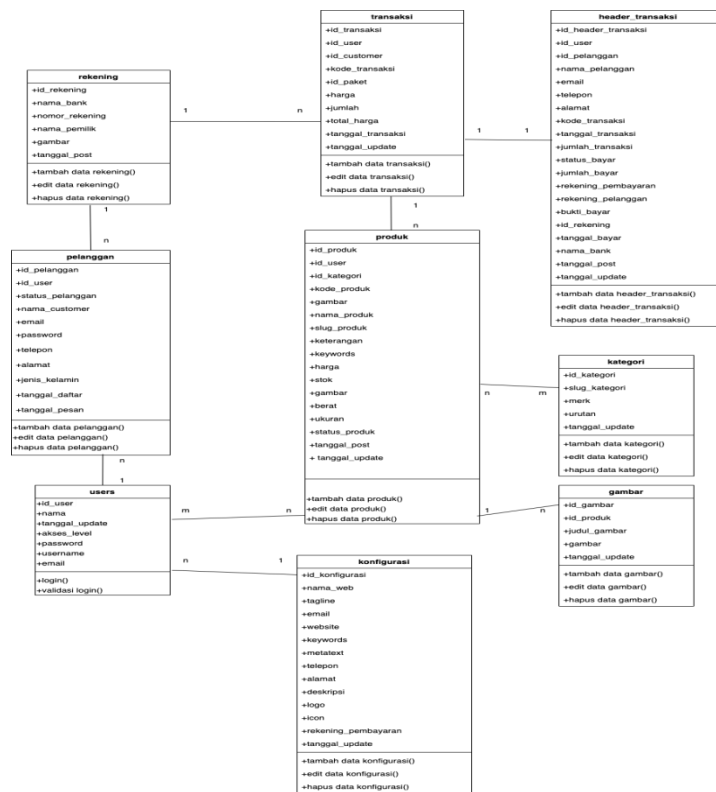 transaksi
+id_transaksi
+id_user
+id_customer
+kode_transaksi
+id_paket
+harga
+jumlah
+total_harga
+tanggal_transaksi
+tanggal_update
+tambah data transaksi()
+edit data transaksi()
+hapus data transaksi()
header_transaksi
+id_header_transaksi
+id_user
+id_pelanggan
+nama_pelanggan
+email
+telepon
+alamat
+kode_transaksi
+tanggal_transaksi
+jumlah_transaksi
+status_bayar
+jumlah_bayar
+rekening_pembayaran
+rekening_pelanggan
+bukti_bayar
+id_rekening
+tanggal_bayar
+nama_bank
+tanggal_post
+tanggal_update
+tambah data header_transaksi()
+edit data header_transaksi()
+hapus data header_transaksi()
rekening
+id_rekening
+nama_bank
+nomor_rekening
+nama_pemilik
+gambar
+tanggal_post
+tambah data rekening()
+edit data rekening()
+hapus data rekening()
1
n
1
1
1
n
1
n
pelanggan
+id_pelanggan
+id_user
+status_pelanggan
+nama_customer
+email
+password
+telepon
+alamat
+jenis_kelamin
+tanggal_daftar
+tanggal_pesan
+tambah data pelanggan()
+edit data pelanggan()
+hapus data pelanggan()
produk
+id_produk
+id_user
+id_kategori
+kode_produk
+gambar
+nama_produk
+slug_produk
+keterangan
+keywords
+harga
+stok
+gambar
+berat
+ukuran
+status_produk
+tanggal_post
+ tanggal_update
+tambah data produk()
+edit data produk()
+hapus data produk()
kategori
+id_kategori
+slug_kategori
+merk
+urutan
+tanggal_update
+tambah data kategori()
+edit data kategori()
+hapus data kategori()
n
m
n
1
users
+id_user
+nama
+tanggal_update
+akses_level
+password
+username
+email
+login()
+validasi login()
m
n
1
n
gambar
+id_gambar
+id_produk
+judul_gambar
+gambar
+tanggal_update
+tambah data gambar()
+edit data gambar()
+hapus data gambar()
n
1
konfigurasi
+id_konfigurasi
+nama_web
+tagline
+email
+website
+keywords
+metatext
+telepon
+alamat
+deskripsi
+logo
+icon
+rekening_pembayaran
+tanggal_update
+tambah data konfigurasi()
+edit data konfigurasi()
+hapus data konfigurasi()